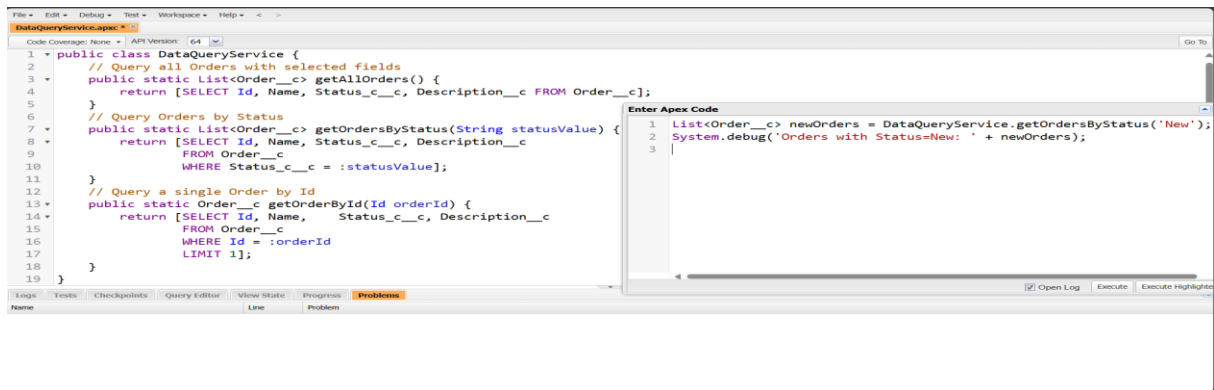 File Edit Debug Test Workspace Help < >
DataQueryService.apxc *
Code Coverage: None API Version: 64 Go To
1 public class DataQueryService {
2 // Query all Orders with selected fields
3 public static List<Order__c> getAllOrders() {
4 return [SELECT Id, Name, Status_c__c, Description__c FROM Order__c];
5 }
6 // Query Orders by Status
7 public static List<Order__c> getOrdersByStatus(String statusValue) {
8 return [SELECT Id, Name, Status_c__c, Description__c
9 FROM Order__c
10 WHERE Status_c__c = :statusValue];
11 }
12 // Query a single Order by Id
13 public static Order__c getOrderById(Id orderId) {
14 return [SELECT Id, Name, Status_c__c, Description__c
15 FROM Order__c
16 WHERE Id = :orderId
17 LIMIT 1];
18 }
19 }
Enter Apex Code
1 List<Order__c> newOrders = DataQueryService.getOrdersByStatus('New');
2 System.debug('Orders with Status=New: ' + newOrders);
3
Open Log Execute Execute Highlighte
Logs Tests Checkpoints Query Editor View State Progress Problems
Name Line Problem